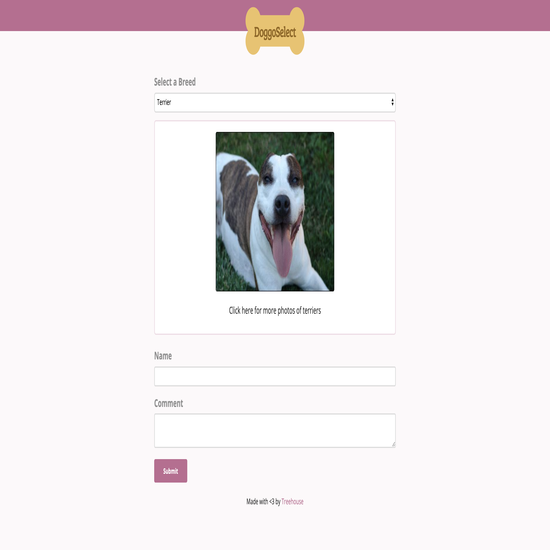 DoggoSelect
Select a Breed
Terrier
Click here for more photos of terriers
Name
Comment
Submit
Made with <3 by Treehouse